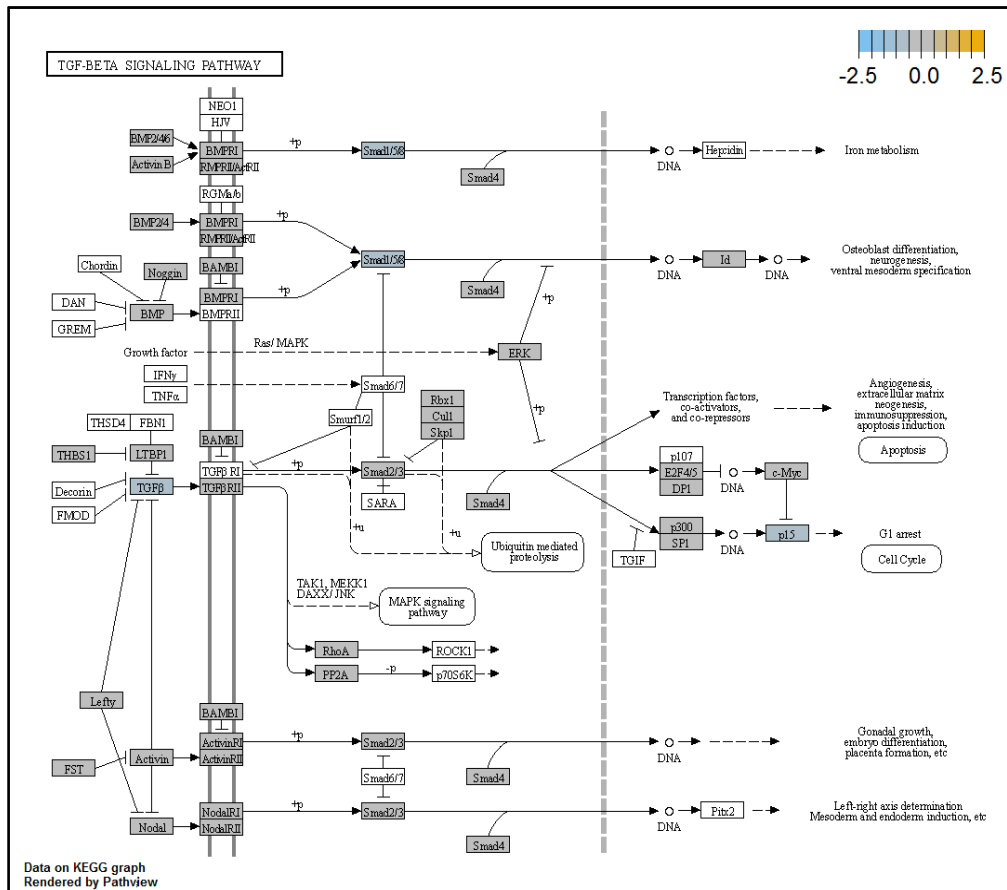 TGF-BETA SIGNALING PATHWAY
-2.5 0.0 2.5
NEO1
HJV
BMP2/4/6
Activin B
BMPRI
RMPRII/ActRII
+p
Smad1/5/8
Smad4
DNA
Hepcidin
Iron metabolism
RGMa/b
BMP2/4
BMPRI
RMPRII/ActRII
+p
Smad1/5/8
Smad4
DNA
Id
DNA
Osteoblast differentiation,
neurogenesis,
ventral mesoderm specification
Chordin
Noggin
BAMBI
DAN
GREM
BMP
BMPRI
BMPRII
+p
+p
Growth factor
Ras/ MAPK
ERK
+p
IFNγ
TNFα
Smad6/7
Smurf1/2
Rbx1
Cul1
Skp1
Transcription factors,
co-activators,
and co-repressors
Angiogenesis,
extracellular matrix
neogenesis,
immunosuppression,
apoptosis induction
Apoptosis
THSD4
FBN1
THBS1
LTBP1
BAMBI
Decorin
FMOD
TGFβ
TGFβ RI
TGFβ RII
+p
Smad2/3
SARA
Smad4
p107
E2F4/5
DP1
DNA
c-Myc
+u
+u
Ubiquitin mediated
proteolysis
TGIF
p300
SP1
DNA
p15
G1 arrest
Cell Cycle
TAK1, MEKK1
DAXX/ JNK
MAPK signaling
pathway
RhoA
ROCK1
PP2A
-p
p70S6K
Lefty
BAMBI
FST
Activin
ActivinRI
ActivinRII
+p
Smad2/3
Smad4
DNA
Gonadal growth,
embryo differentiation,
placenta formation, etc
Smad6/7
Nodal
NodalRI
NodalRII
+p
Smad2/3
Smad4
DNA
Pitx2
Left-right axis determination
Mesoderm and endoderm induction, etc
Data on KEGG graph
Rendered by Pathview